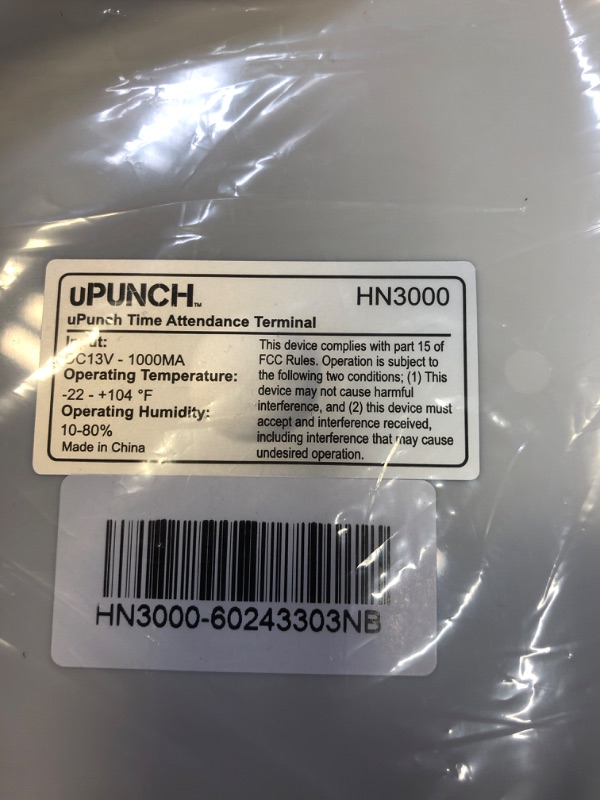 uPUNCH™ HN3000
uPunch Time Attendance Terminal
Input:
DC13V - 1000MA
Operating Temperature:
-22 - +104 °F
Operating Humidity:
10-80%
Made in China
This device complies with part 15 of
FCC Rules. Operation is subject to
the following two conditions; (1) This
device may not cause harmful
interference, and (2) this device must
accept and interference received,
including interference that may cause
undesired operation.
HN3000-60243303NB